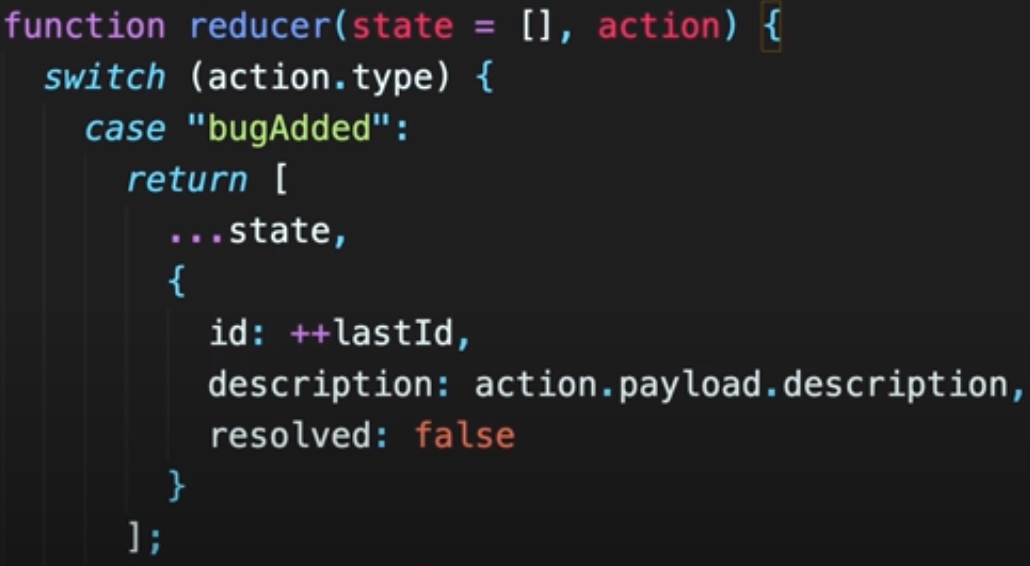 function reducer(state = [], action) {
switch (action.type) {
case "bugAdded":
return [
...state,
{
id: ++lastId,
description: action.payload.description,
resolved: false
}
];